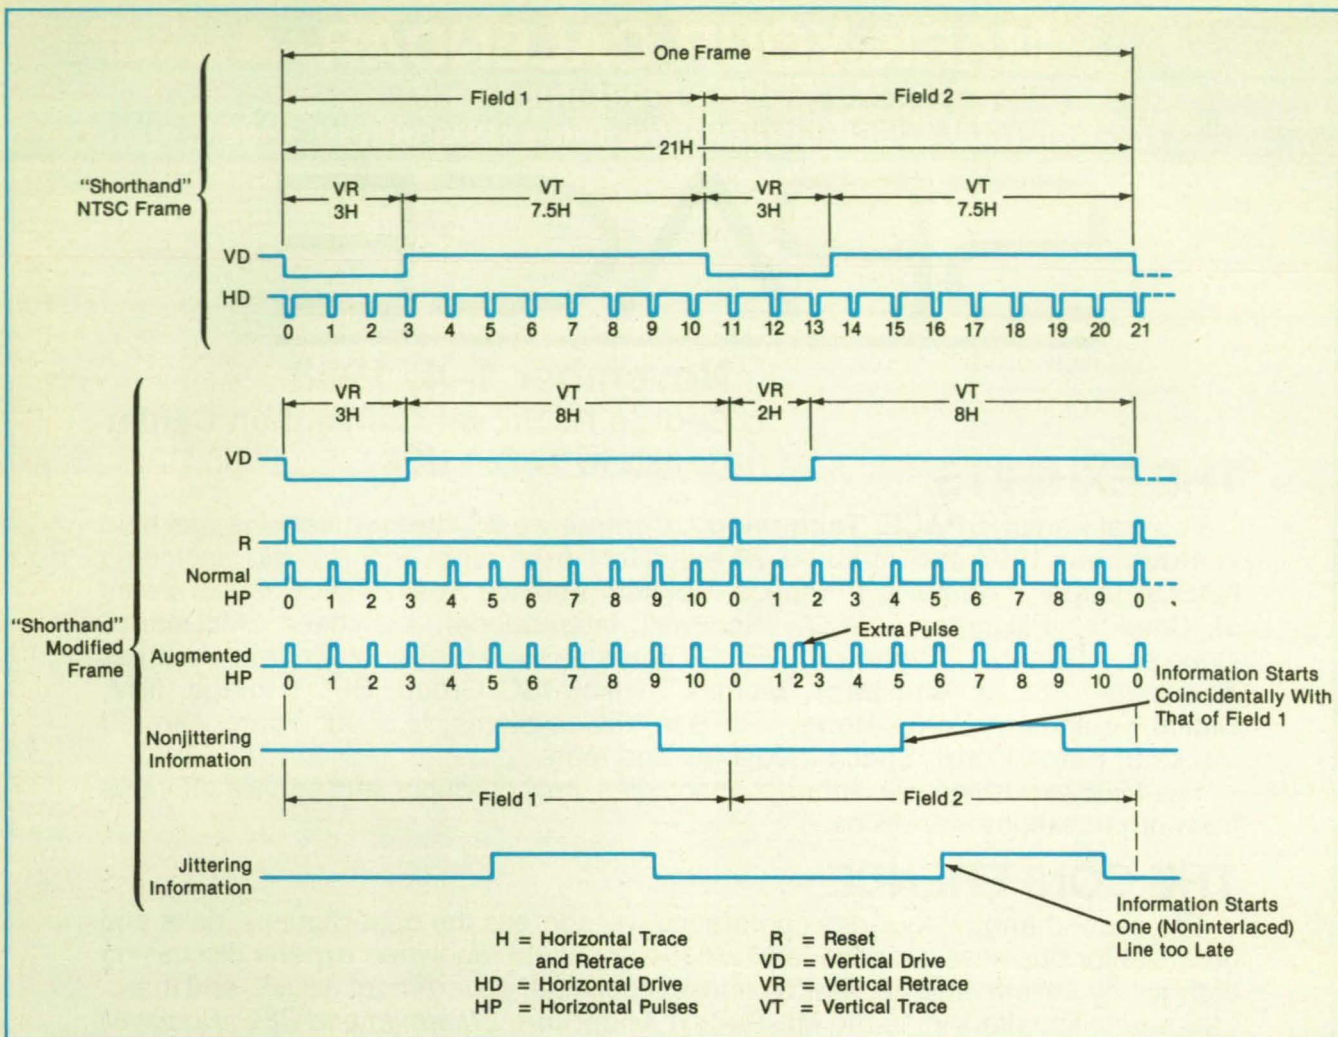 One Frame
Field 1
Field 2
21H
"Shorthand"
NTSC Frame
VR
3H
VT
7.5H
VR
3H
VT
7.5H
VD
HD
0 1 2 3 4 5 6 7 8 9 10 11 12 13 14 15 16 17 18 19 20 21
VR
3H
VT
8H
VR
2H
VT
8H
VD
R
Normal
HP
0 1 2 3 4 5 6 7 8 9 10 0 1 2 3 4 5 6 7 8 9 0
"Shorthand"
Modified
Frame
Extra Pulse
Augmented
HP
0 1 2 3 4 5 6 7 8 9 10 0 1 2 3 4 5 6 7 8 9 10 0
Information Starts
Coincidentally With
That of Field 1
Nonjittering
Information
Field 1
Field 2
Jittering
Information
Information Starts
One (Noninterlaced)
Line too Late
H = Horizontal Trace
and Retrace
HD = Horizontal Drive
HP = Horizontal Pulses
R = Reset
VD = Vertical Drive
VR = Vertical Retrace
VT = Vertical Trace